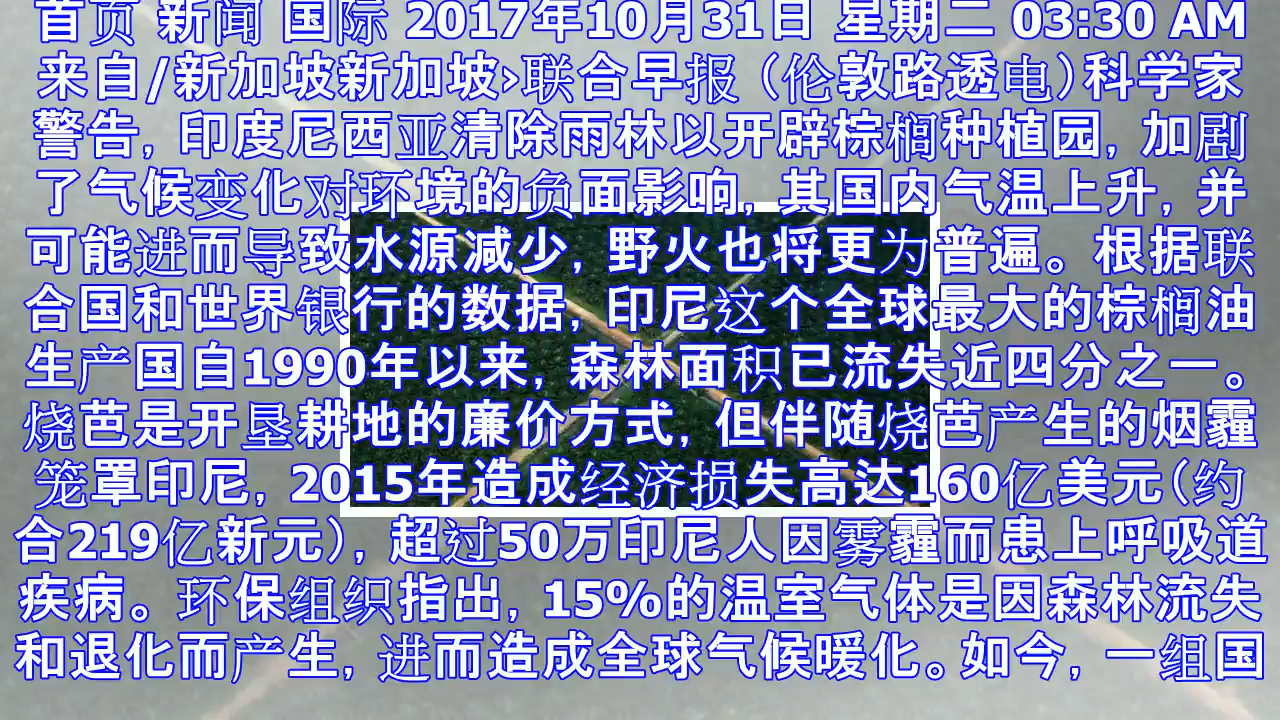 首页 新闻 国际 2017年10月31日 星期二 03:30 AM
来自/新加坡新加坡>联合早报（伦敦路透电）科学家
警告，印度尼西亚清除雨林以开辟棕榈种植园，加剧
了气候变化对环境的负面影响，其国内气温上升，并
可能进而导致水源减少，野火也将更为普遍。根据联
合国和世界银行的数据，印尼这个全球最大的棕榈油
生产国自1990年以来，森林面积已流失近四分之一。
烧芭是开垦耕地的廉价方式，但伴随烧芭产生的烟霾
笼罩印尼，2015年造成经济损失高达160亿美元（约
合219亿新元），超过50万印尼人因雾霾而患上呼吸道
疾病。环保组织指出，15%的温室气体是因森林流失
和退化而产生，进而造成全球气候暖化。如今，一组国